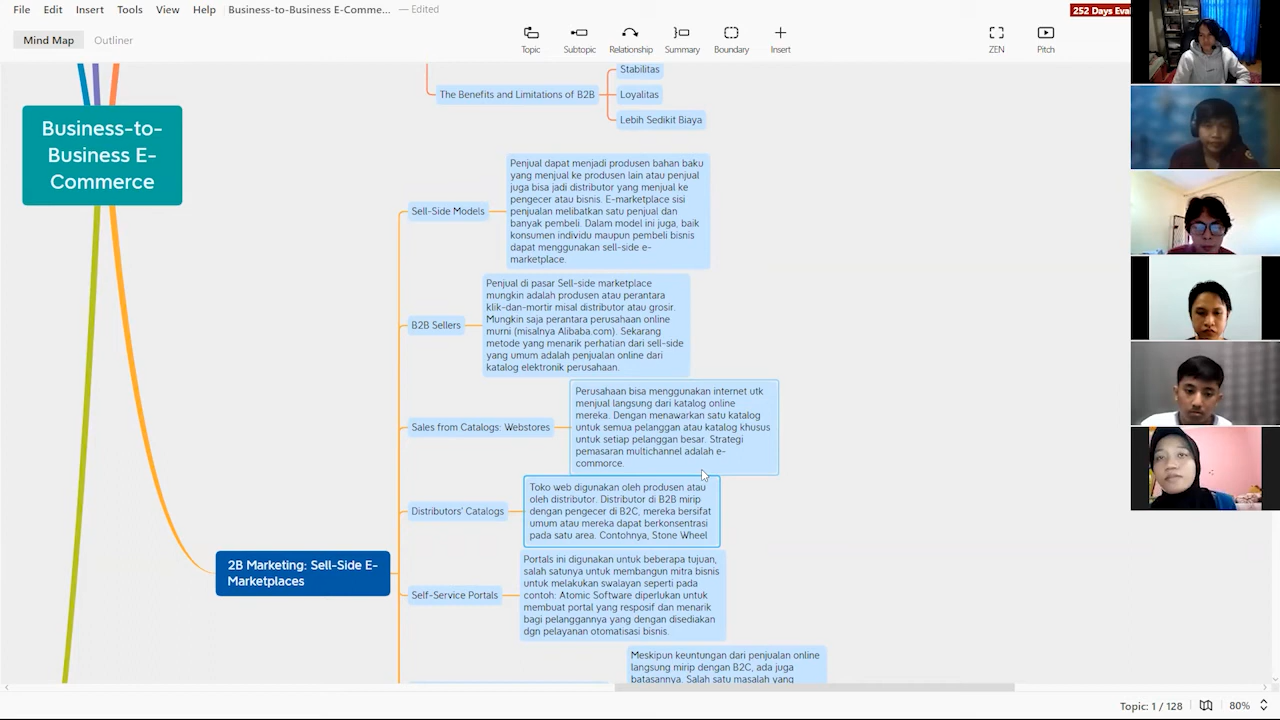 File Edit Insert Tools View Help Business-to-Business E-Comme... — Edited
252 Days Eval
Mind Map Outliner
Topic Subtopic Relationship Summary Boundary Insert ZEN Pitch
Business-to-
Business E-
Commerce
The Benefits and Limitations of B2B
Stabilitas
Loyalitas
Lebih Sedikit Biaya
Sell-Side Models
Penjual dapat menjadi produsen bahan baku
yang menjual ke produsen lain atau penjual
juga bisa jadi distributor yang menjual ke
pengecer atau bisnis. E-marketplace sisi
penjualan melibatkan satu penjual dan
banyak pembeli. Dalam model ini juga, baik
konsumen individu maupun pembeli bisnis
dapat menggunakan sell-side e-
marketplace.
B2B Sellers
Penjual di pasar Sell-side marketplace
mungkin adalah produsen atau perantara
klik-dan-mortir misal distributor atau grosir.
Mungkin saja perantara perusahaan online
murni (misalnya Alibaba.com). Sekarang
metode yang menarik perhatian dari sell-side
yang umum adalah penjualan online dari
katalog elektronik perusahaan.
Sales from Catalogs: Webstores
Perusahaan bisa menggunakan internet utk
menjual langsung dari katalog online
mereka. Dengan menawarkan satu katalog
untuk semua pelanggan atau katalog khusus
untuk setiap pelanggan besar. Strategi
pemasaran multichannel adalah e-
commorce.
Distributors' Catalogs
Toko web digunakan oleh produsen atau
oleh distributor. Distributor di B2B mirip
dengan pengecer di B2C, mereka bersifat
umum atau mereka dapat berkonsentrasi
pada satu area. Contohnya, Stone Wheel
2B Marketing: Sell-Side E-
Marketplaces
Self-Service Portals
Portals ini digunakan untuk beberapa tujuan,
salah satunya untuk membangun mitra bisnis
untuk melakukan swalayan seperti pada
contoh: Atomic Software diperlukan untuk
membuat portal yang resposif dan menarik
bagi pelanggannya yang dengan disediakan
dgn pelayanan otomatisasi bisnis.
Meskipun keuntungan dari penjualan online
langsung mirip dengan B2C, ada juga
batasannya. Salah satu masalah yang
Topic: 1 / 128 80%